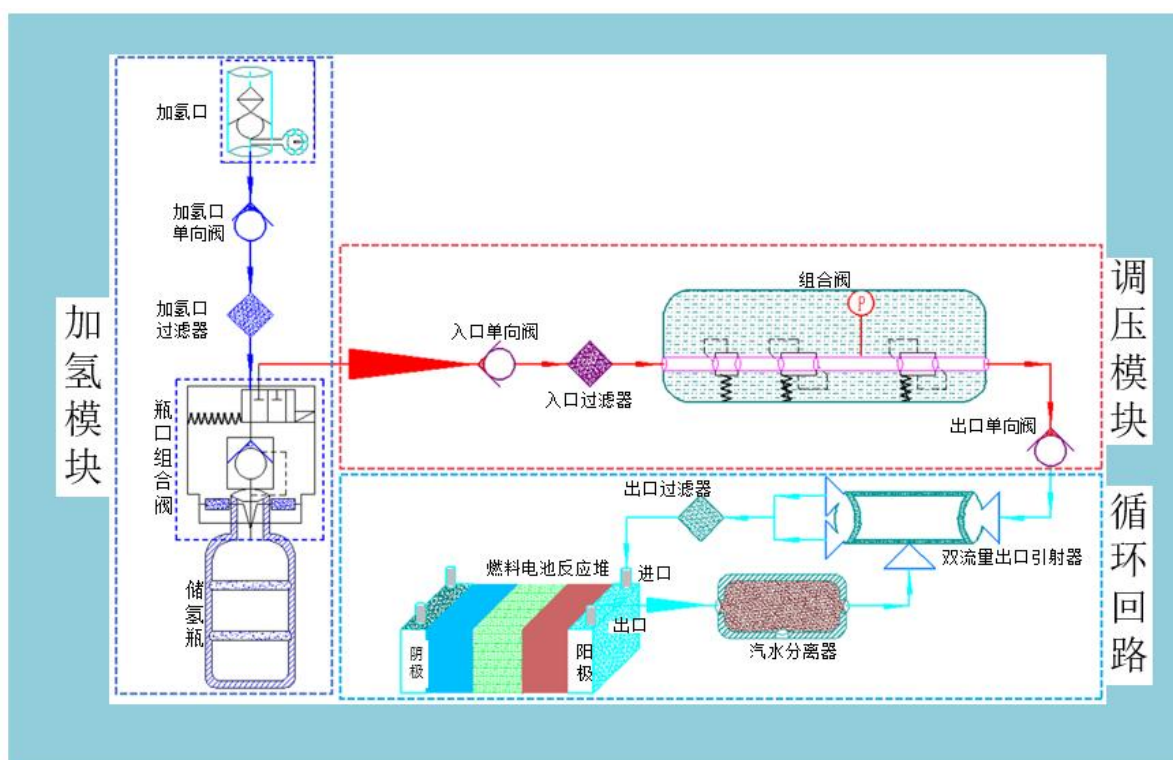 加氢模块
加氢口
加氢口
单向阀
加氢口
过滤器
瓶口组合阀
储氢瓶
调压模块
组合阀
P
入口单向阀
入口过滤器
出口单向阀
循环回路
出口过滤器
双流量出口引射器
燃料电池反应堆
进口
出口
阴极
阳极
汽水分离器